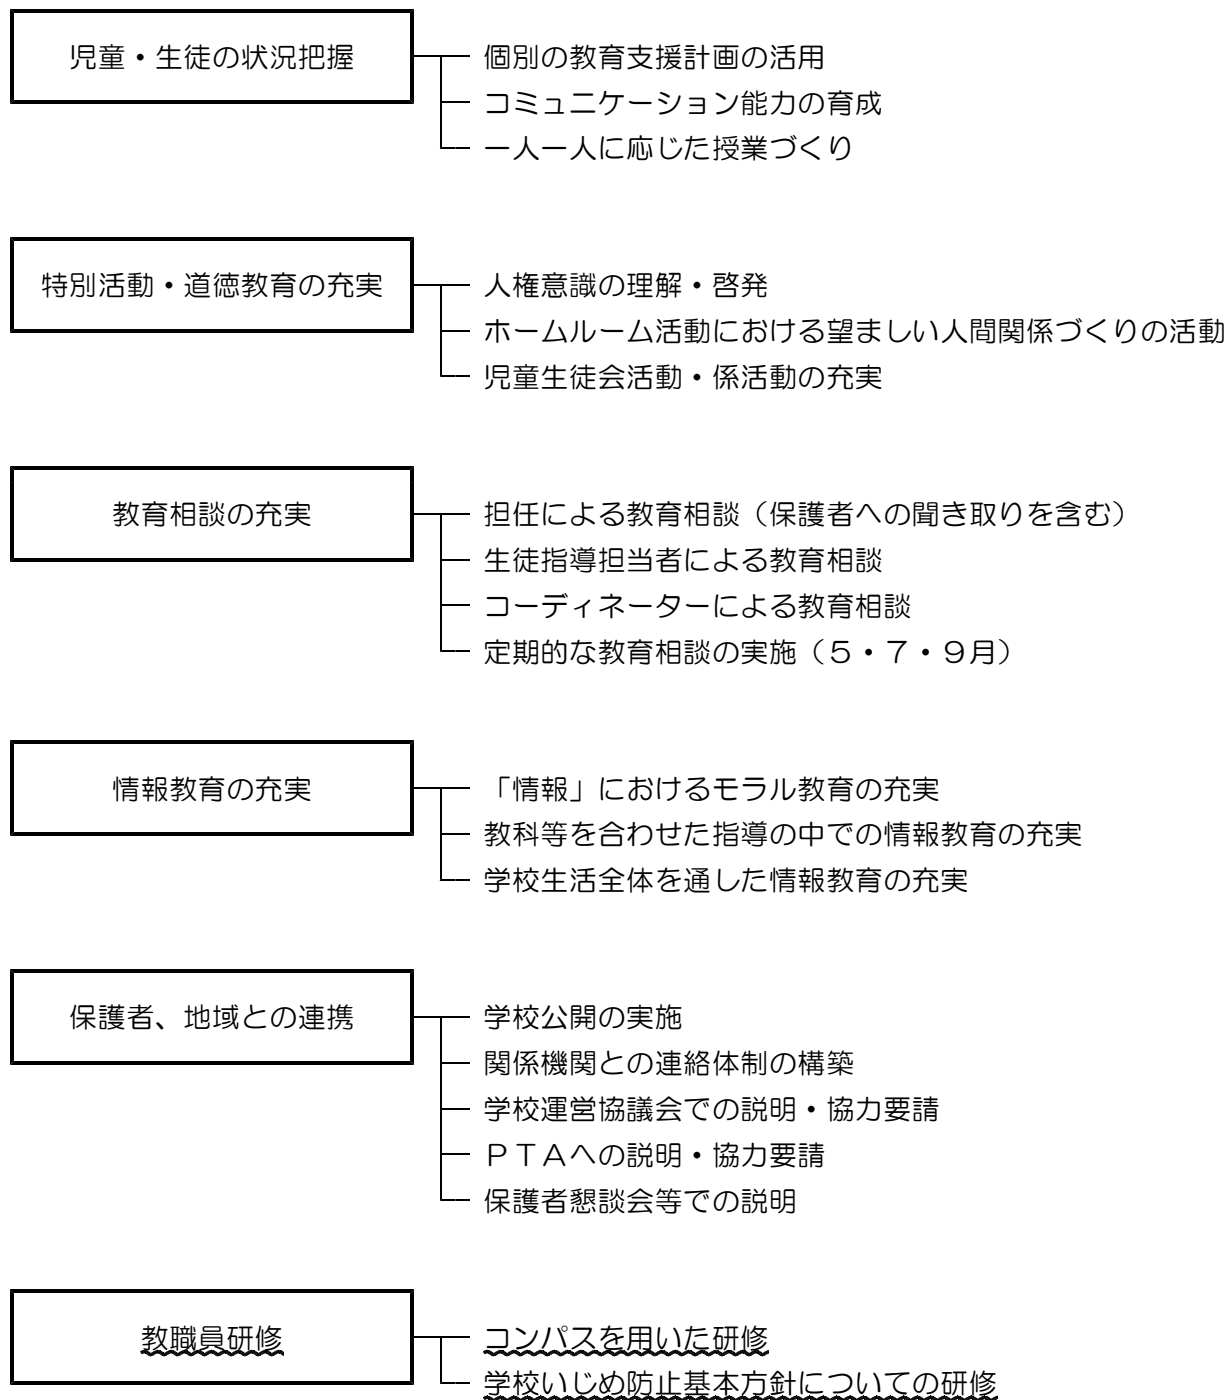 児童・生徒の状況把握
個別の教育支援計画の活用
コミュニケーション能力の育成
一人一人に応じた授業づくり
特別活動・道徳教育の充実
人権意識の理解・啓発
ホームルーム活動における望ましい人間関係づくりの活動
児童生徒会活動・係活動の充実
教育相談の充実
担任による教育相談（保護者への聞き取りを含む）
生徒指導担当者による教育相談
コーディネーターによる教育相談
定期的な教育相談の実施（５・７・９月）
情報教育の充実
「情報」におけるモラル教育の充実
教科等を合わせた指導の中での情報教育の充実
学校生活全体を通した情報教育の充実
保護者、地域との連携
学校公開の実施
関係機関との連絡体制の構築
学校運営協議会での説明・協力要請
ＰＴＡへの説明・協力要請
保護者懇談会等での説明
教職員研修
コンパスを用いた研修
学校いじめ防止基本方針についての研修